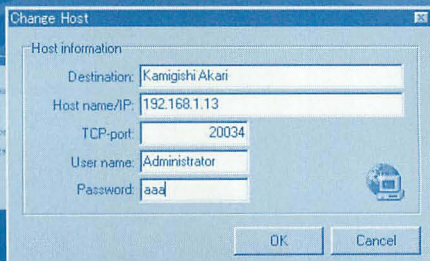 Change Host
Host information
Destination: Kamigishi Akari
Host name/IP: 192.168.1.13
TCP-port: 20034
User name: Administrator
Password: aaa
OK Cancel